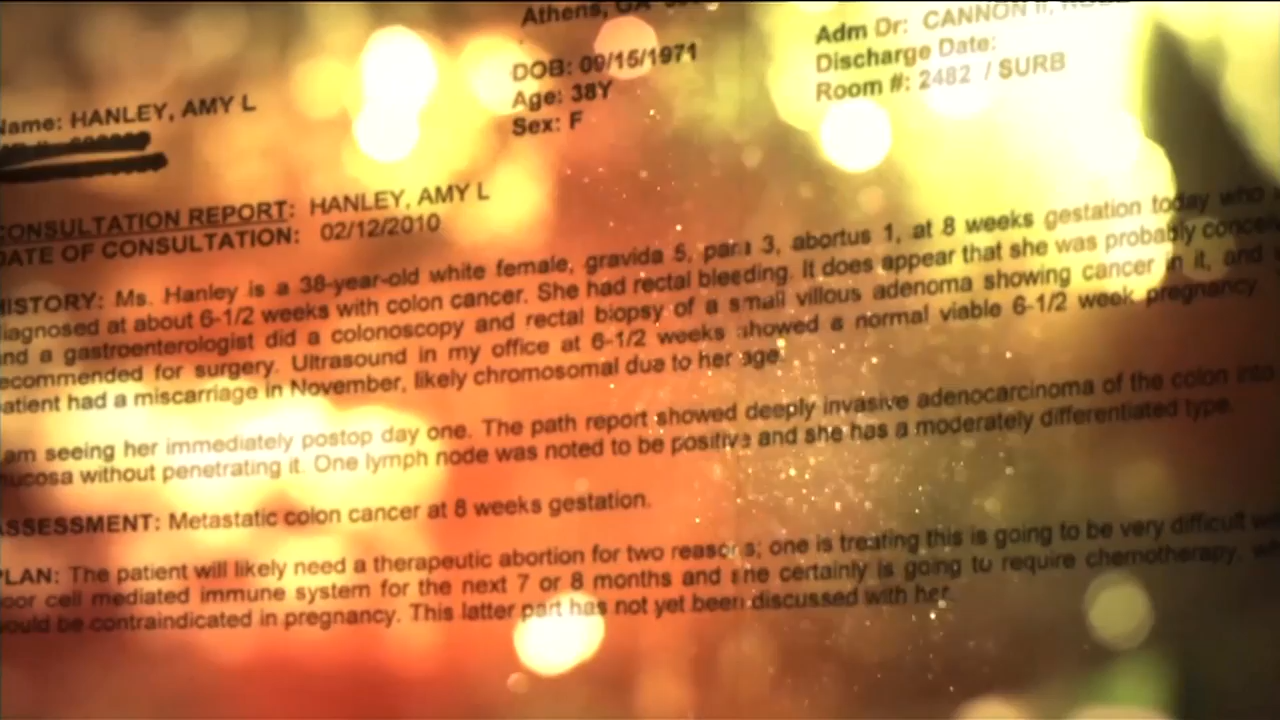 Athens, GA
Adm Dr: CANNON II,
DOB: 09/15/1971
Discharge Date:
Age: 38Y
Room #: 2482 / SURB
Sex: F
Name: HANLEY, AMY L
CONSULTATION REPORT: HANLEY, AMY L
DATE OF CONSULTATION: 02/12/2010
HISTORY: Ms. Hanley is a 38-year-old white female, gravida 5, para 3, abortus 1, at 8 weeks gestation today who
diagnosed at about 6-1/2 weeks with colon cancer. She had rectal bleeding. It does appear that she was probably
and a gastroenterologist did a colonoscopy and rectal biopsy of a small villous adenoma showing cancer in it, and
recommended for surgery. Ultrasound in my office at 6-1/2 weeks showed a normal viable 6-1/2 week pregnancy
patient had a miscarriage in November, likely chromosomal due to her age.
am seeing her immediately postop day one. The path report showed deeply invasive adenocarcinoma of the colon into
mucosa without penetrating it. One lymph node was noted to be positive and she has a moderately differentiated type.
ASSESSMENT: Metastatic colon cancer at 8 weeks gestation.
PLAN: The patient will likely need a therapeutic abortion for two reasons; one is treating this is going to be very difficult
poor cell mediated immune system for the next 7 or 8 months and she certainly is going to require chemotherapy,
would be contraindicated in pregnancy. This latter part has not yet been discussed with her.